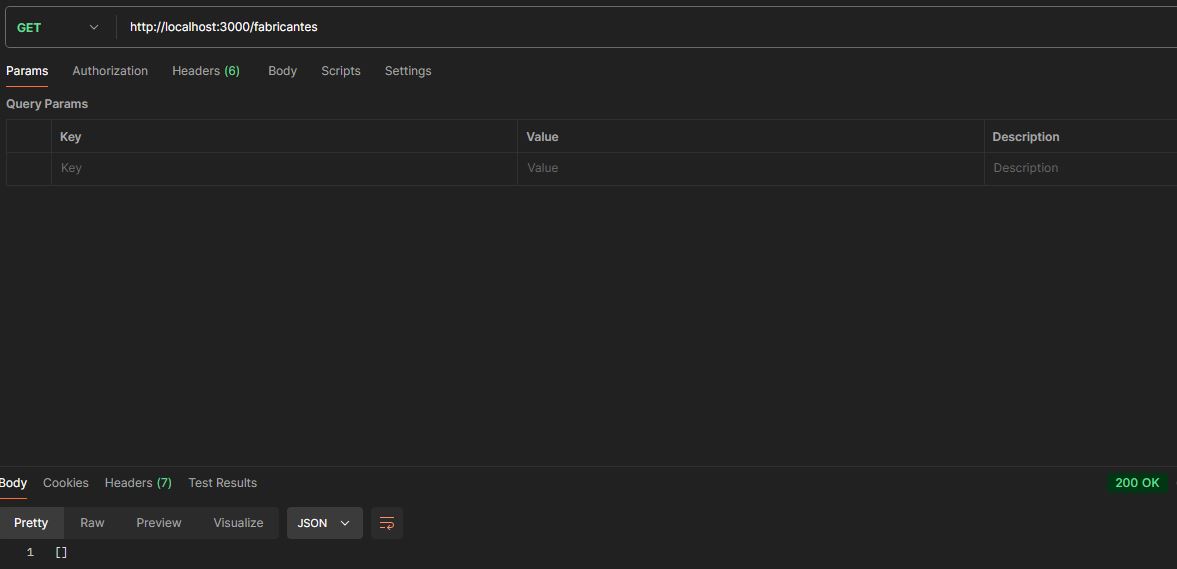 GET http://localhost:3000/fabricantes
Params Authorization Headers (6) Body Scripts Settings
Query Params
Key Value Description
Key Value Description
Body Cookies Headers (7) Test Results 200 OK
Pretty Raw Preview Visualize JSON
1 []